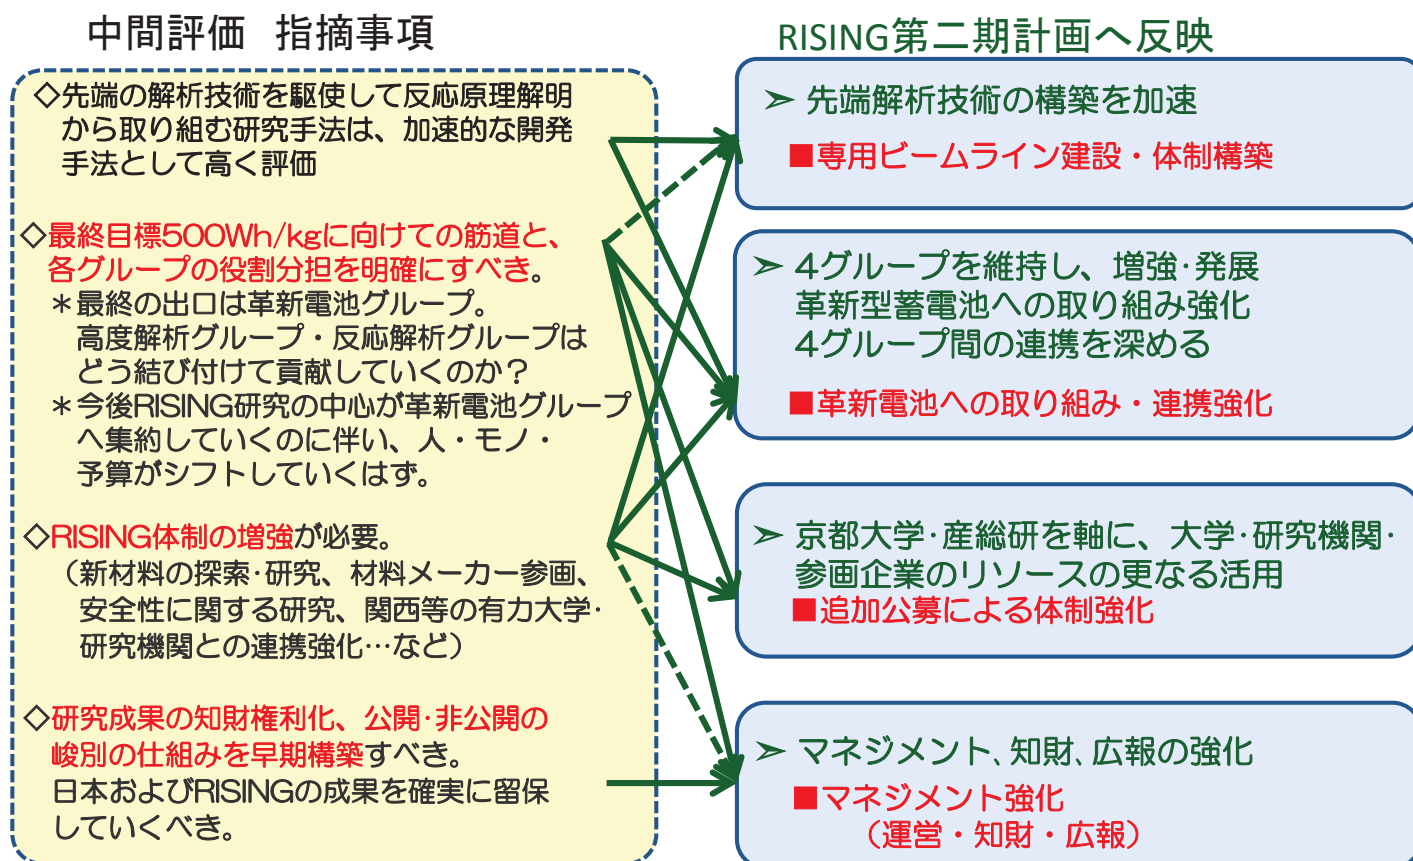 中間評価 指摘事項
◇先端の解析技術を駆使して反応原理解明
から取り組む研究手法は、加速的な開発
手法として高く評価
◇最終目標500Wh/kgに向けての筋道と、
各グループの役割分担を明確にすべき。
＊最終の出口は革新電池グループ。
高度解析グループ・反応解析グループは
どう結び付けて貢献していくのか？
＊今後RISING研究の中心が革新電池グループ
へ集約していくのに伴い、人・モノ・
予算がシフトしていくはず。
◇RISING体制の増強が必要。
（新材料の探索・研究、材料メーカー参画、
安全性に関する研究、関西等の有力大学・
研究機関との連携強化…など）
◇研究成果の知財権利化、公開・非公開の
峻別の仕組みを早期構築すべき。
日本およびRISINGの成果を確実に留保
していくべき。
RISING第二期計画へ反映
➢ 先端解析技術の構築を加速
■専用ビームライン建設・体制構築
➢ 4グループを維持し、増強・発展
革新型蓄電池への取り組み強化
4グループ間の連携を深める
■革新電池への取り組み・連携強化
➢ 京都大学・産総研を軸に、大学・研究機関・
参画企業のリソースの更なる活用
■追加公募による体制強化
➢ マネジメント、知財、広報の強化
■マネジメント強化
（運営・知財・広報）